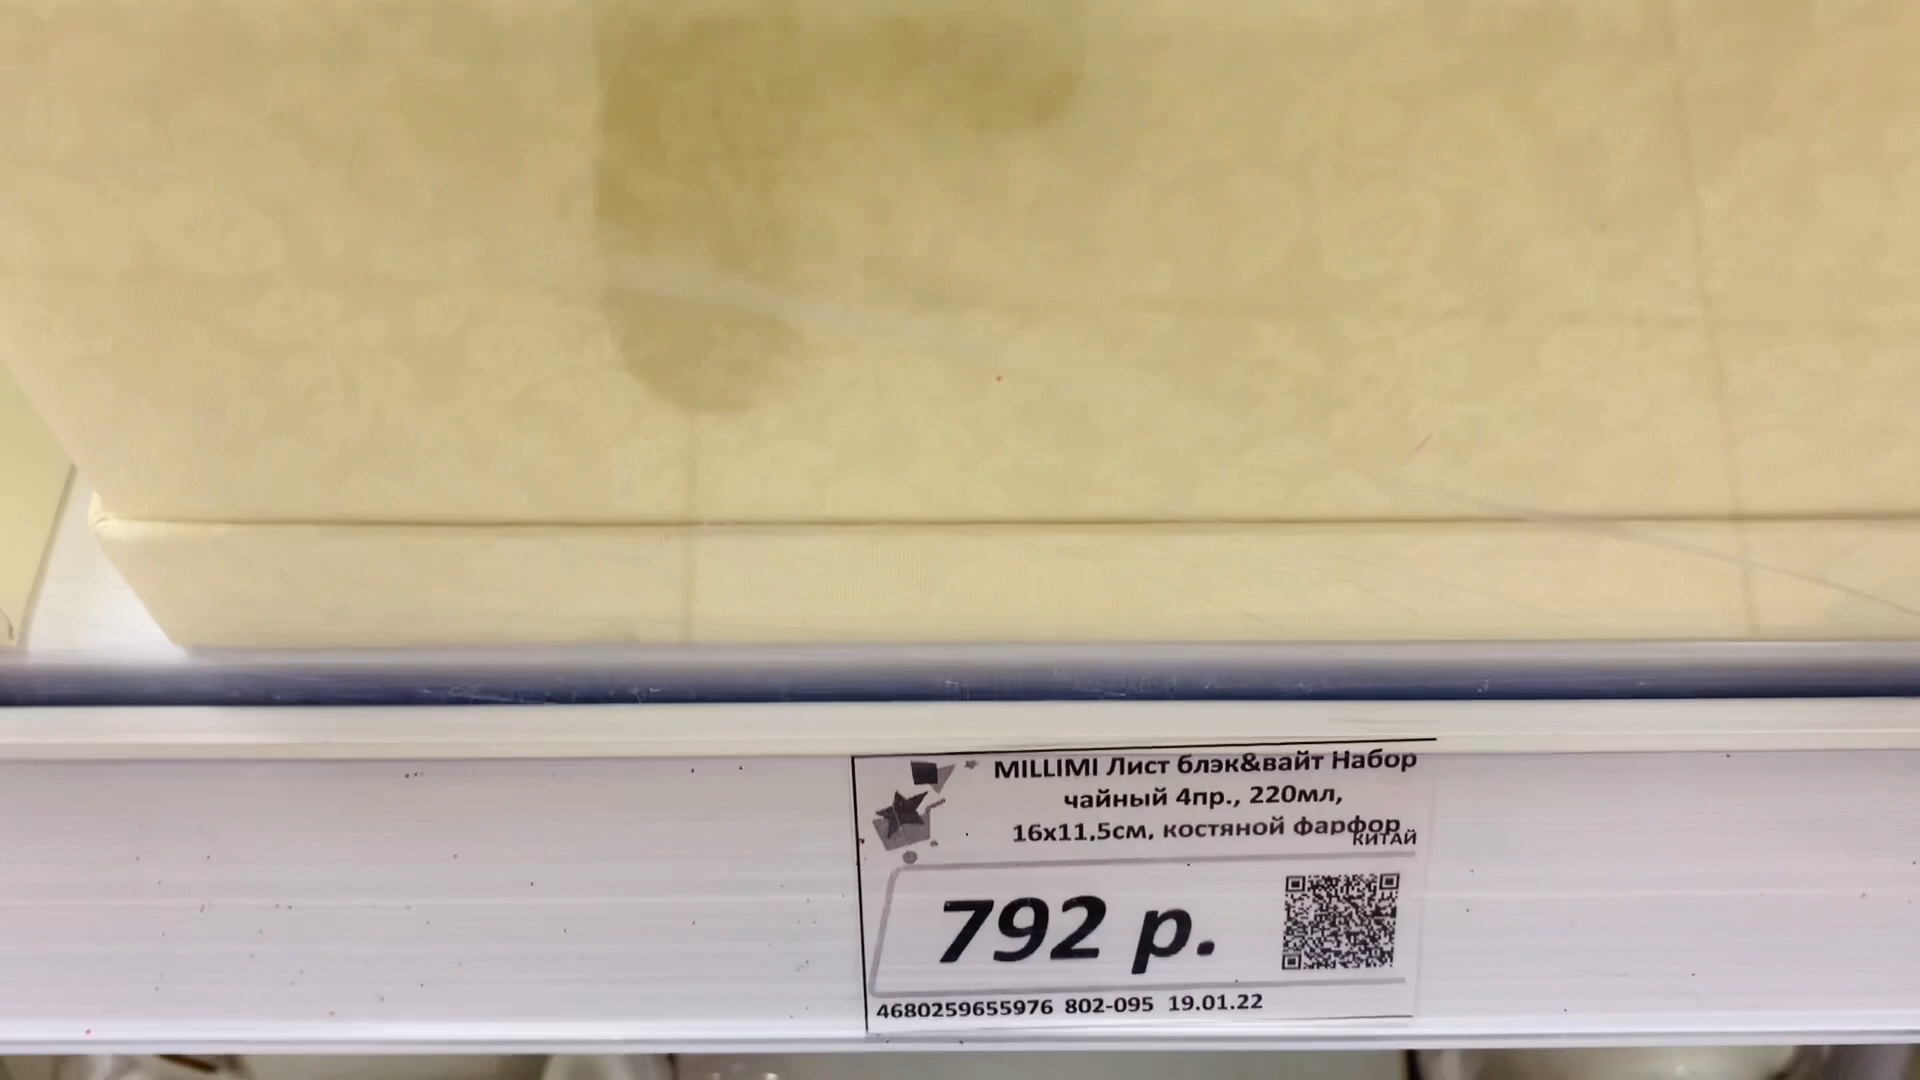 MILLIMI Лист блэк&вайт Набор
чайный 4пр., 220мл,
16х11,5см, костяной фарфор
КИТАЙ
792 р.
4680259655976 802-095 19.01.22